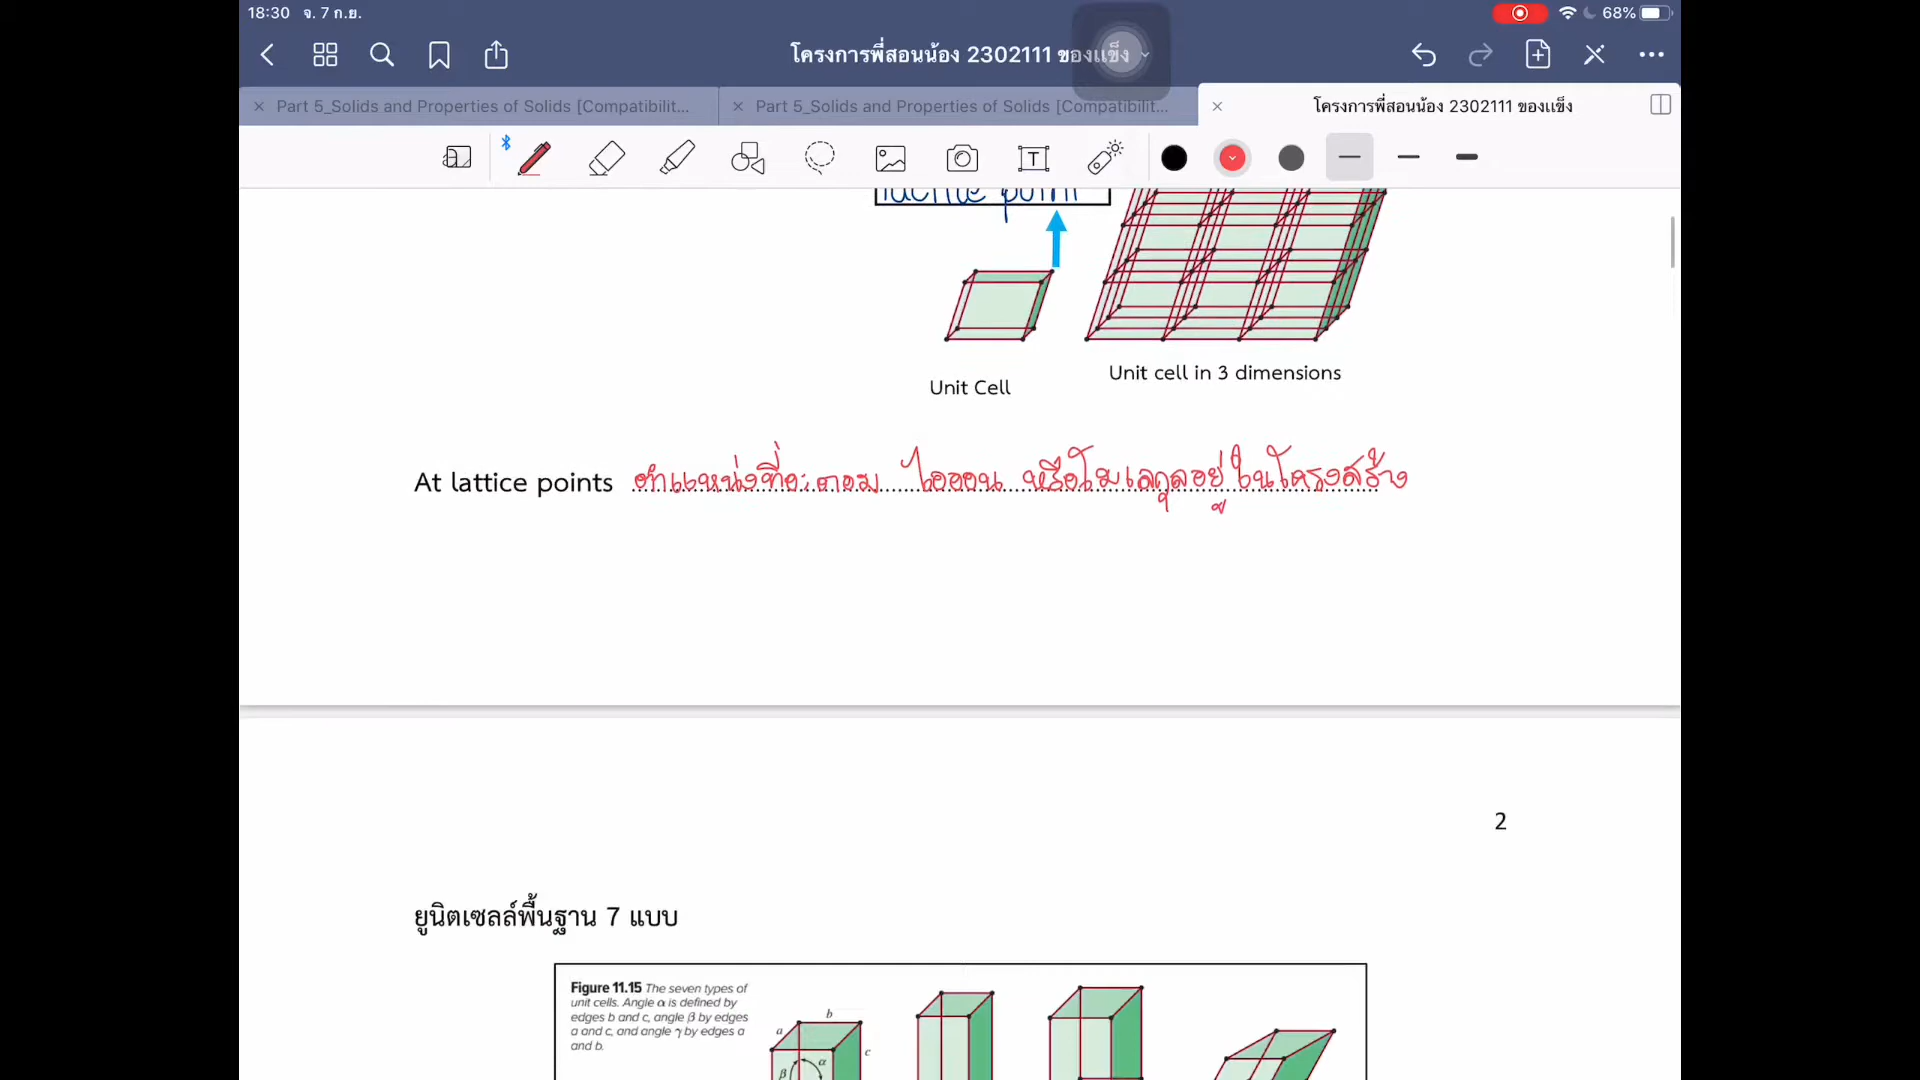 18:30 จ. 7 ก.ย.
68%
โครงการพี่สอนน้อง 2302111 ของแข็ง
Part 5_Solids and Properties of Solids [Compatibilit...
Part 5_Solids and Properties of Solids [Compatibilit...
โครงการพี่สอนน้อง 2302111 ของแข็ง
lattice point
Unit Cell
Unit cell in 3 dimensions
At lattice points ตำแหน่งที่อะตอม ไอออน หรือโมเลกุลอยู่ในโครงสร้าง
2
ยูนิตเซลล์พื้นฐาน 7 แบบ
Figure 11.15 The seven types of
unit cells. Angle α is defined by
edges b and c, angle β by edges
a and c, and angle γ by edges a
and b.
b
a
c
α
β